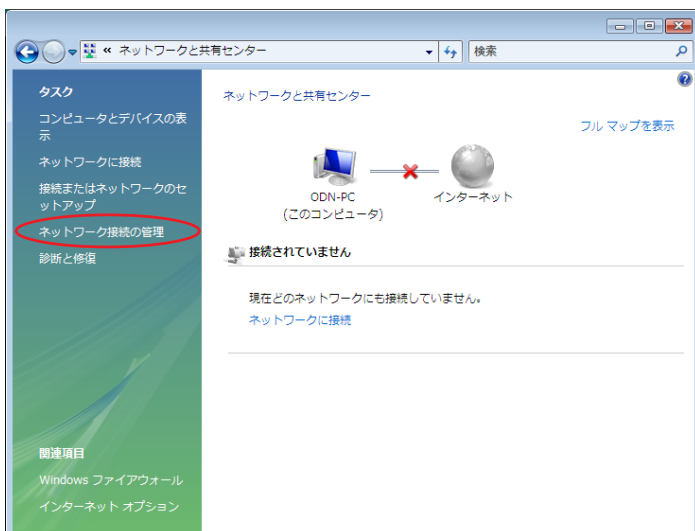 ネットワークと共有センター
検索
タスク
コンピュータとデバイスの表
示
ネットワークに接続
接続またはネットワークのセ
ットアップ
ネットワーク接続の管理
診断と修復
関連項目
Windows ファイアウォール
インターネット オプション
ネットワークと共有センター
フル マップを表示
ODN-PC
(このコンピュータ)
インターネット
接続されていません
現在どのネットワークにも接続していません。
ネットワークに接続